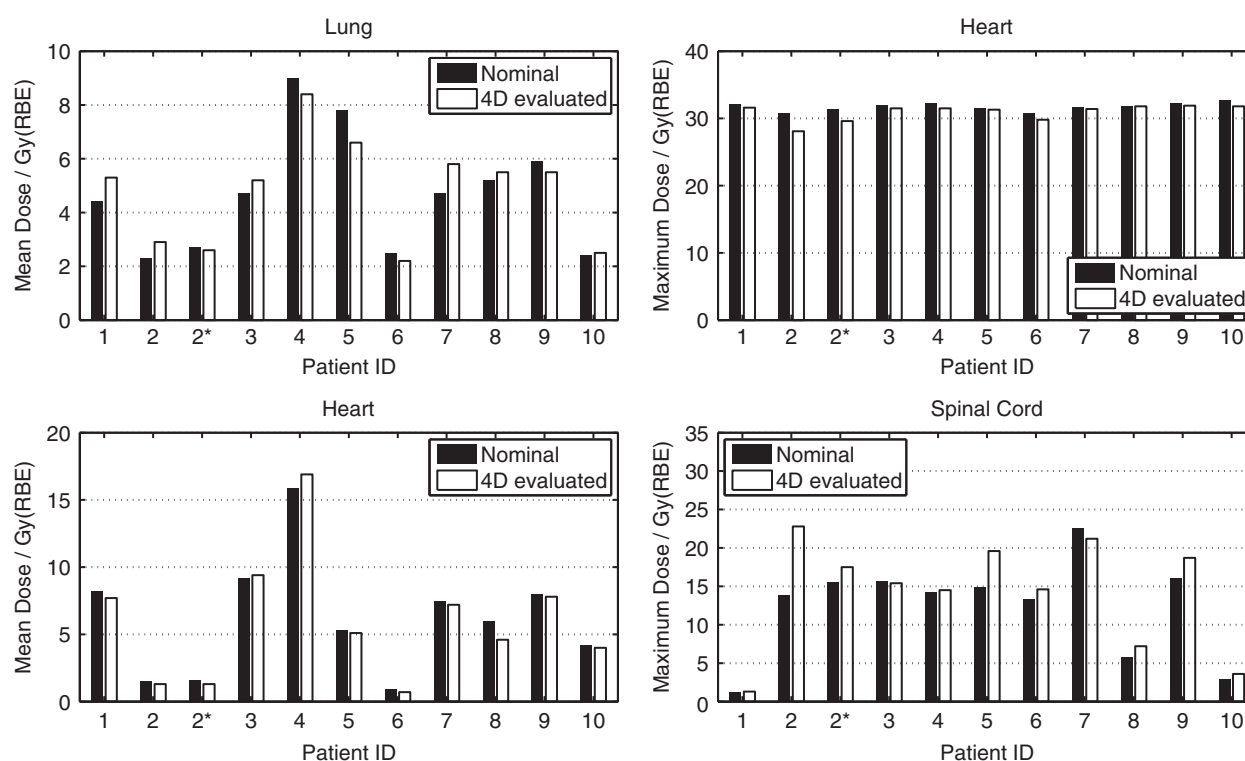 Lung
Mean Dose / Gy(RBE)
10
8
6
4
2
0
Nominal
4D evaluated
1 2 2* 3 4 5 6 7 8 9 10
Patient ID
Heart
Maximum Dose / Gy(RBE)
40
30
20
10
0
Nominal
4D evaluated
1 2 2* 3 4 5 6 7 8 9 10
Patient ID
Heart
Mean Dose / Gy(RBE)
20
15
10
5
0
Nominal
4D evaluated
1 2 2* 3 4 5 6 7 8 9 10
Patient ID
Spinal Cord
Maximum Dose / Gy(RBE)
35
30
25
20
15
10
5
0
Nominal
4D evaluated
1 2 2* 3 4 5 6 7 8 9 10
Patient ID